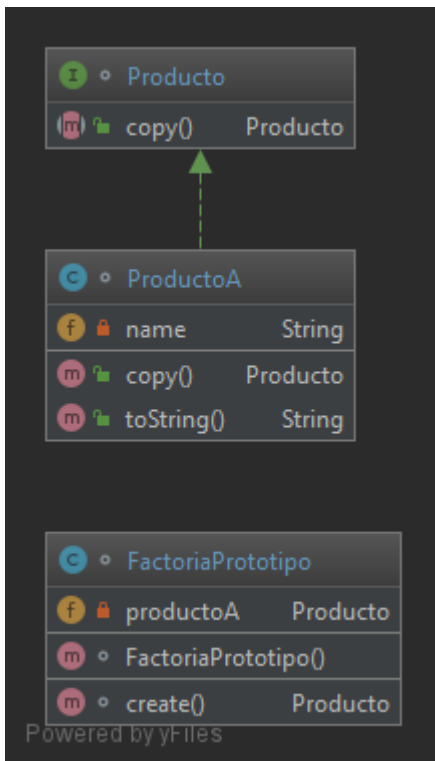 Producto
copy() Producto
ProductoA
name String
copy() Producto
toString() String
FactoriaPrototipo
productoA Producto
FactoriaPrototipo()
create() Producto
Powered by yFiles